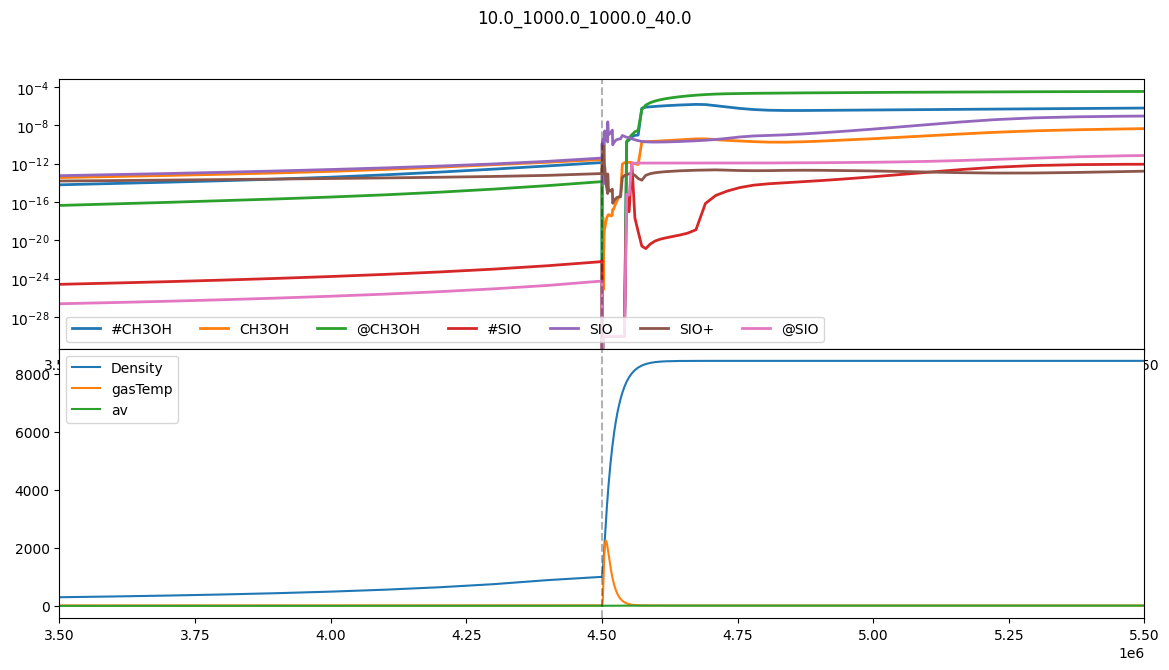 10.0_1000.0_1000.0_40.0
10⁻⁴
10⁻⁸
10⁻¹²
10⁻¹⁶
10⁻²⁰
10⁻²⁴
10⁻²⁸
#CH3OH CH3OH @CH3OH #SIO SIO SIO+ @SIO
8000
6000
4000
2000
0
Density
gasTemp
av
3.50 3.75 4.00 4.25 4.50 4.75 5.00 5.25 5.50
1e6